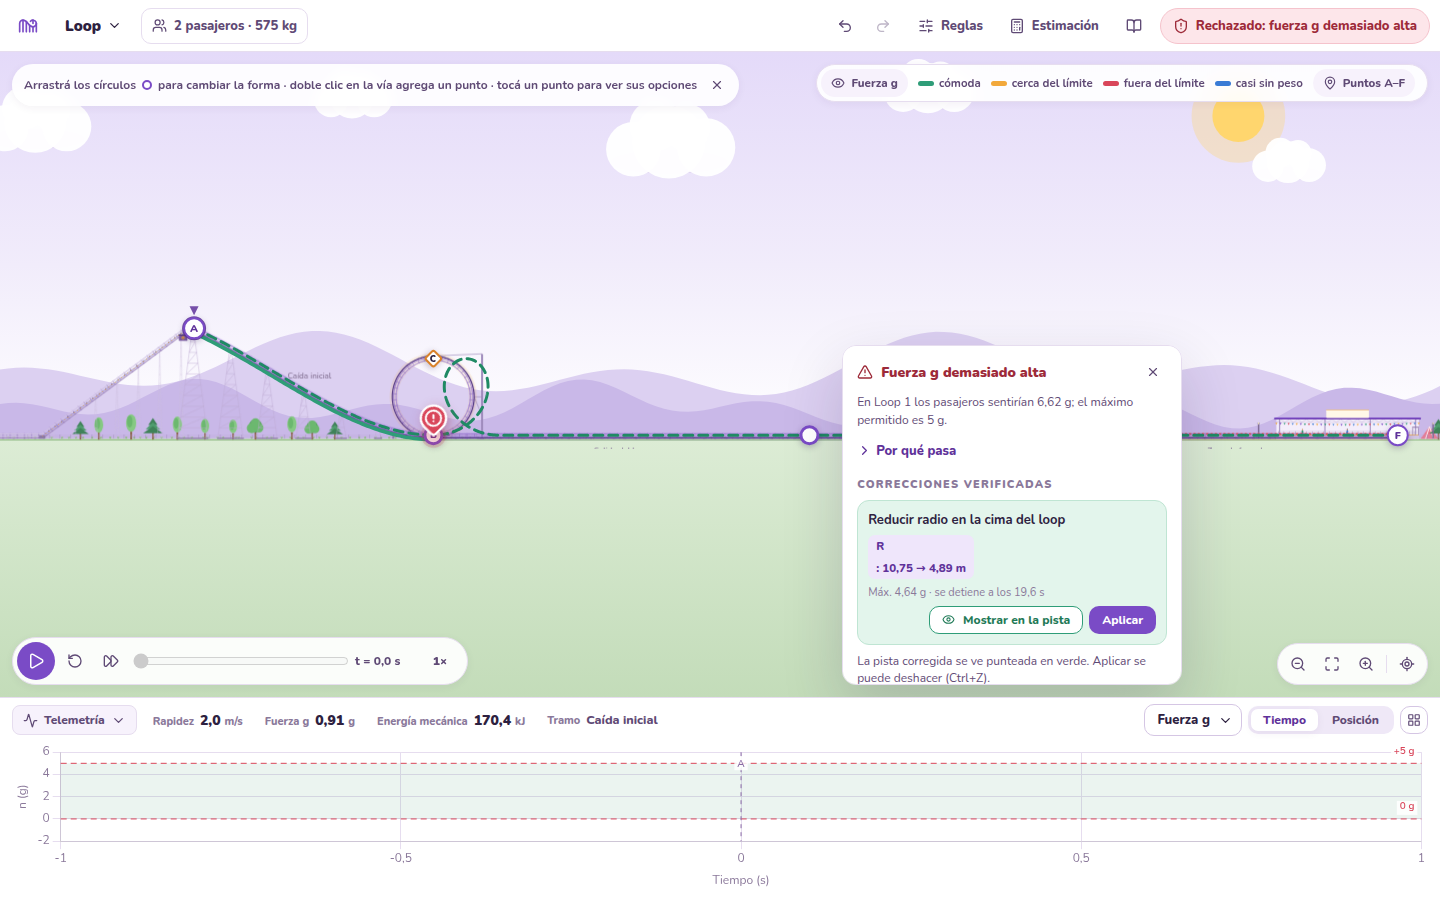 Loop
2 pasajeros · 575 kg
Reglas
Estimación
Rechazado: fuerza g demasiado alta
Arrastrá los círculos para cambiar la forma · doble clic en la vía agrega un punto · tocá un punto para ver sus opciones
Fuerza g
cómoda
cerca del límite
fuera del límite
casi sin peso
Puntos A–F
A
Caída inicial
C
F
Fuerza g demasiado alta
En Loop 1 los pasajeros sentirían 6,62 g; el máximo
permitido es 5 g.
Por qué pasa
CORRECCIONES VERIFICADAS
Reducir radio en la cima del loop
R
: 10,75 → 4,89 m
Máx. 4,64 g · se detiene a los 19,6 s
Mostrar en la pista
Aplicar
La pista corregida se ve punteada en verde. Aplicar se
puede deshacer (Ctrl+Z).
t = 0,0 s
1×
Telemetría
Rapidez 2,0 m/s
Fuerza g 0,91 g
Energía mecánica 170,4 kJ
Tramo Caída inicial
Fuerza g
Tiempo
Posición
6
4
2
0
-2
n (g)
A
+5 g
0 g
-1
-0,5
0
0,5
1
Tiempo (s)